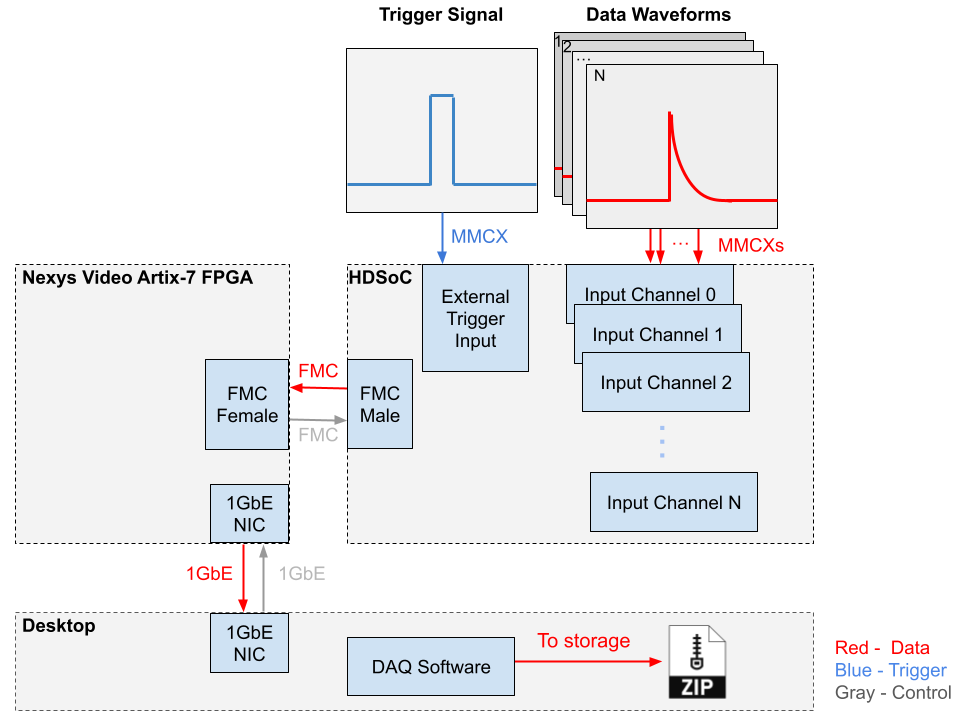 Trigger Signal
Data Waveforms
1
2
...
N
MMCX
...
MMCXs
Nexys Video Artix-7 FPGA
HDSoC
External
Trigger
Input
Input Channel 0
Input Channel 1
Input Channel 2
Input Channel N
FMC
Female
FMC
FMC
FMC
Male
1GbE
NIC
1GbE
1GbE
Desktop
1GbE
NIC
DAQ Software
To storage
ZIP
Red - Data
Blue - Trigger
Gray - Control